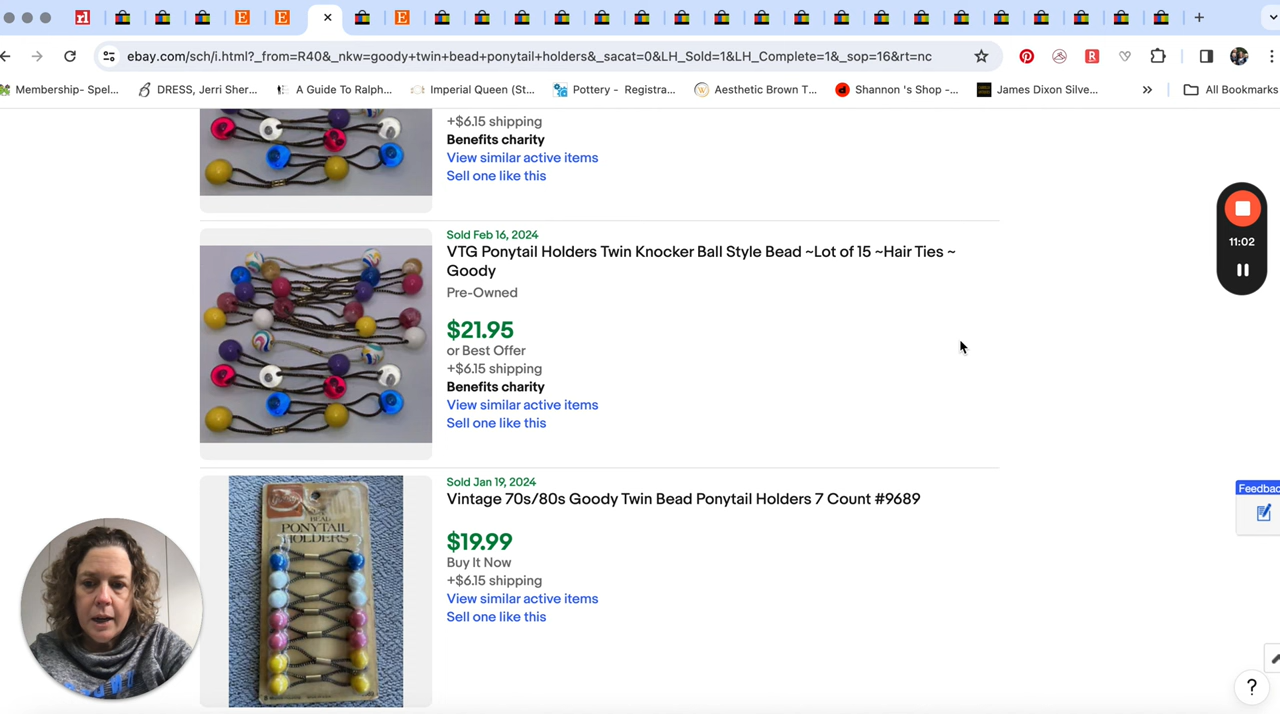 ebay.com/sch/i.html?_from=R40&_nkw=goody+twin+bead+ponytail+holders&_sacat=0&LH_Sold=1&LH_Complete=1&_sop=16&rt=nc
Membership- Spel...
DRESS, Jerri Sher...
A Guide To Ralph...
Imperial Queen (St...
Pottery - Registra...
Aesthetic Brown T...
Shannon 's Shop -...
James Dixon Silve...
»
All Bookmarks
+$6.15 shipping
Benefits charity
View similar active items
Sell one like this
11:02
Sold Feb 16, 2024
VTG Ponytail Holders Twin Knocker Ball Style Bead ~Lot of 15 ~Hair Ties ~
Goody
Pre-Owned
$21.95
or Best Offer
+$6.15 shipping
Benefits charity
View similar active items
Sell one like this
Sold Jan 19, 2024
Vintage 70s/80s Goody Twin Bead Ponytail Holders 7 Count #9689
$19.99
Buy It Now
+$6.15 shipping
View similar active items
Sell one like this
BEAD
PONYTAIL
HOLDERS
Feedbac
?